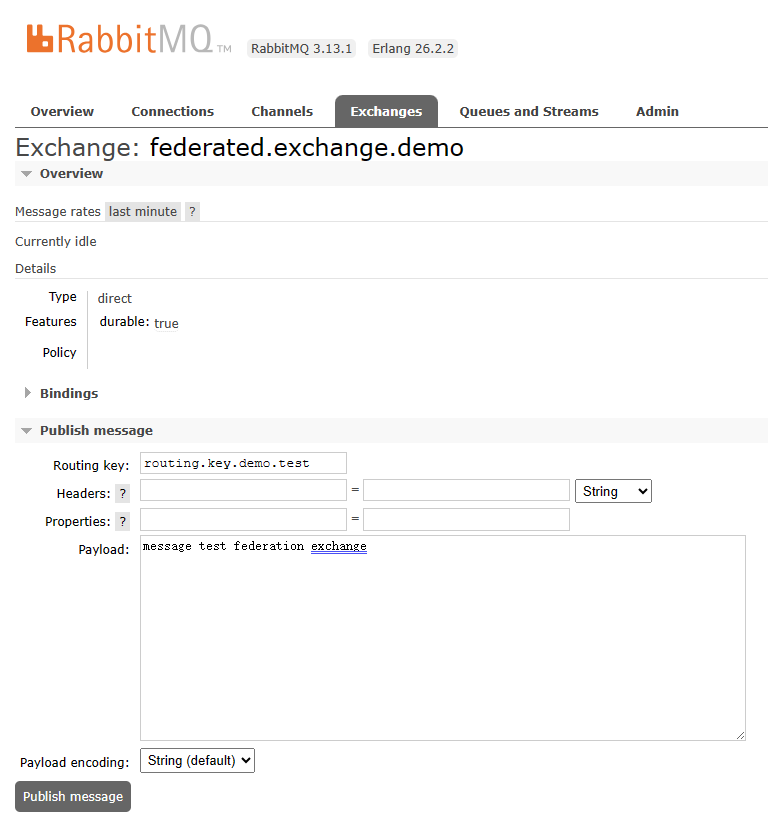 RabbitMQ TM RabbitMQ 3.13.1 Erlang 26.2.2
Overview Connections Channels Exchanges Queues and Streams Admin
Exchange: federated.exchange.demo
Overview
Message rates last minute ?
Currently idle
Details
Type direct
Features durable: true
Policy
Bindings
Publish message
Routing key: routing.key.demo.test
Headers: ? = String
Properties: ? =
Payload: message test federation exchange
Payload encoding: String (default)
Publish message